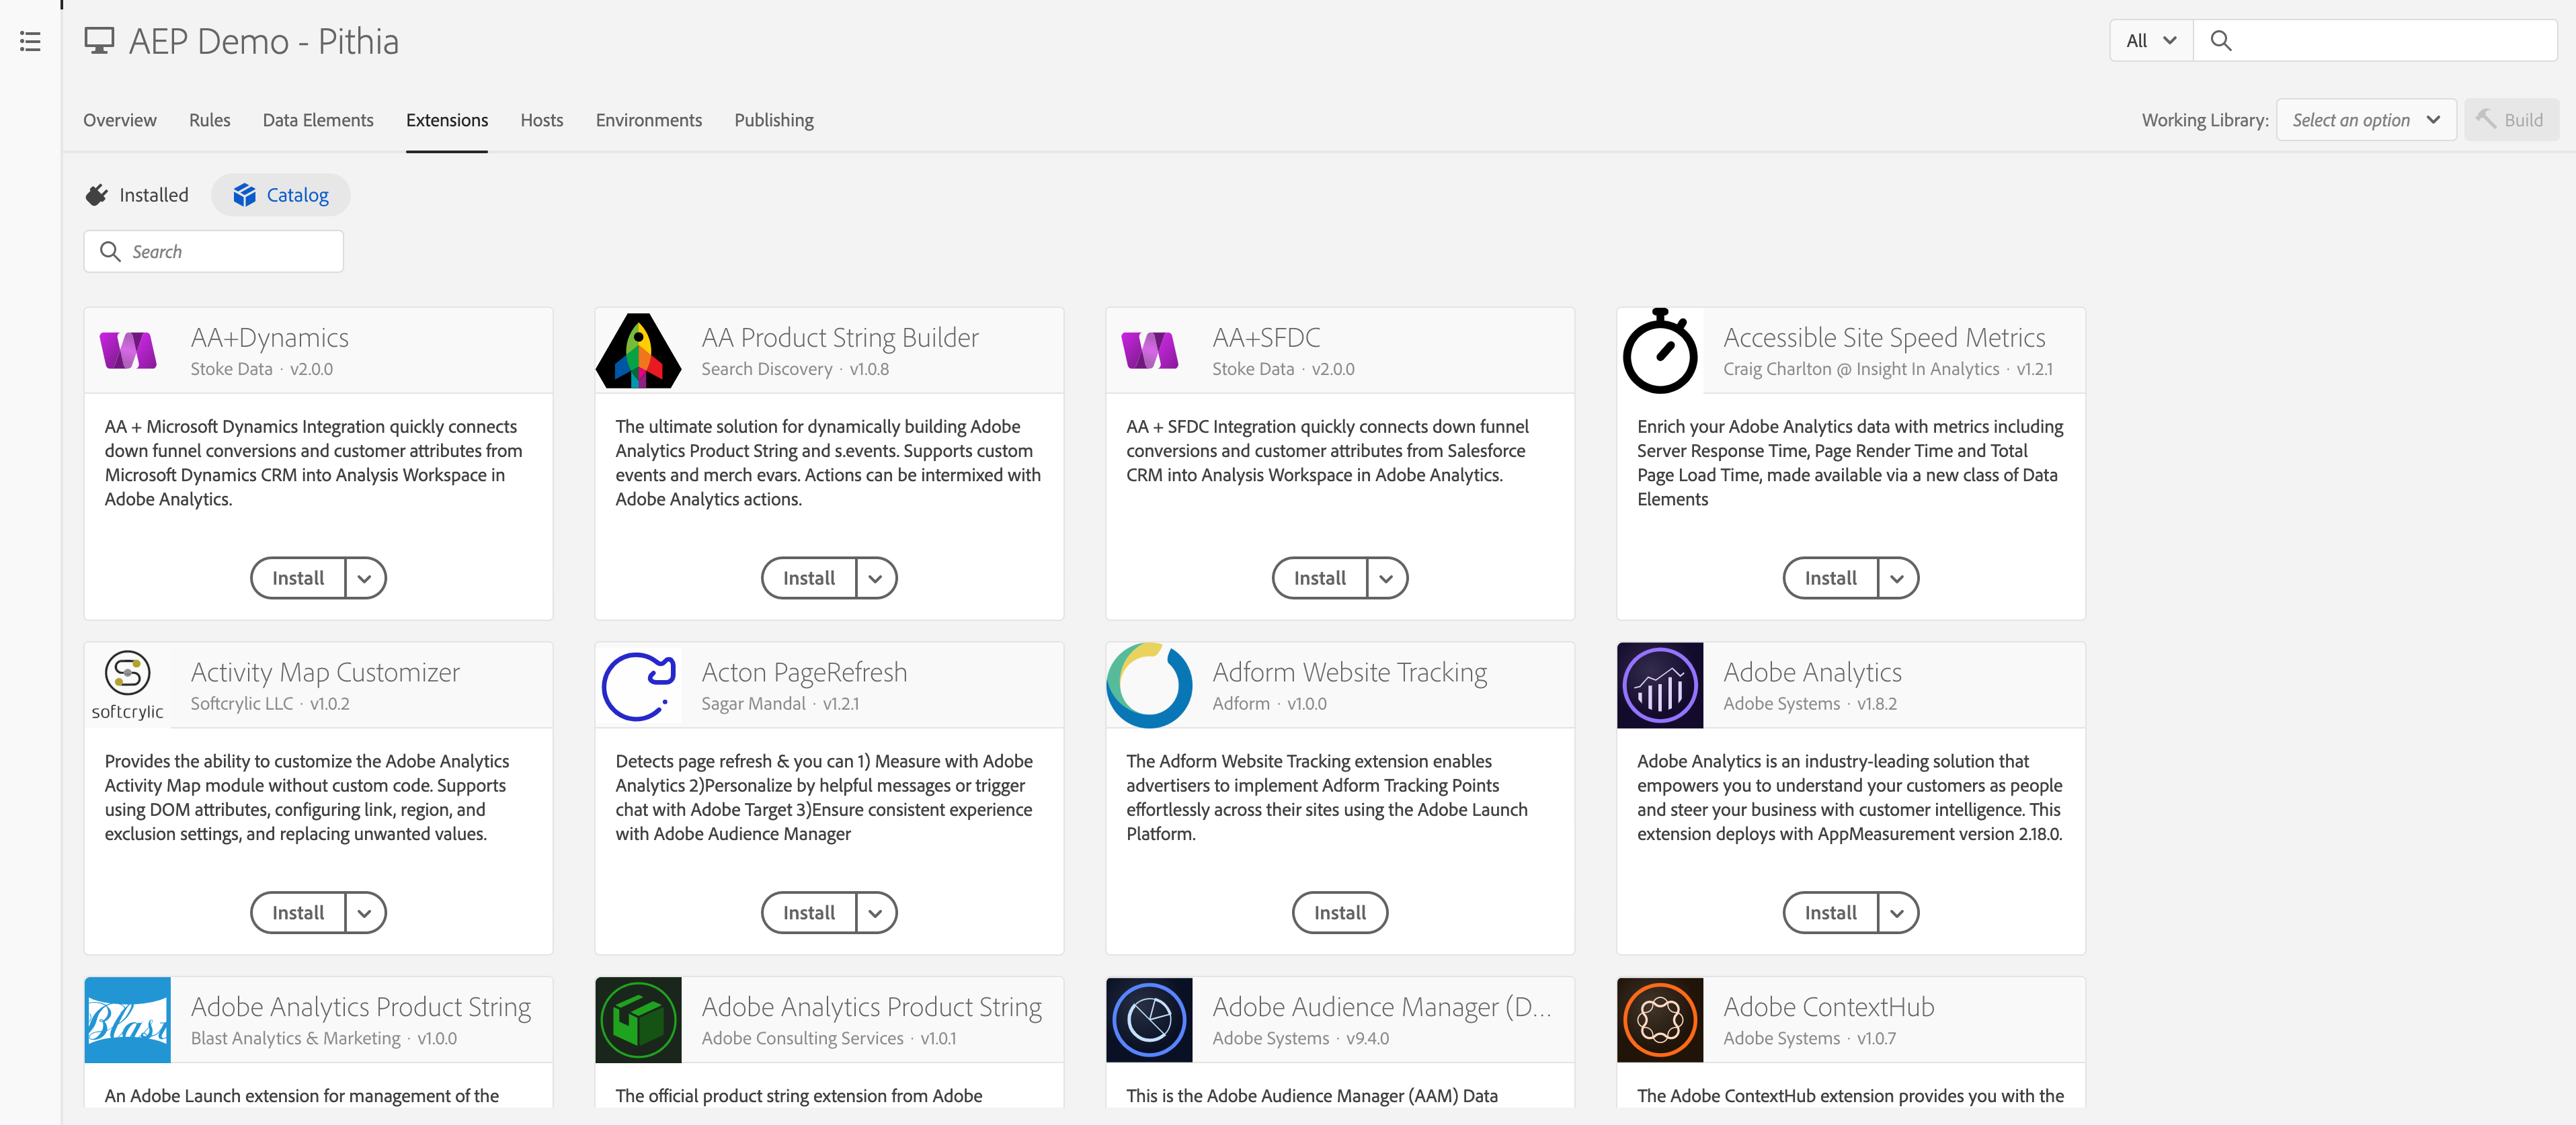 AEP Demo - Pithia
All
Overview Rules Data Elements Extensions Hosts Environments Publishing
Working Library: Select an option Build
Installed Catalog
Search
AA+Dynamics
Stoke Data · v2.0.0
AA + Microsoft Dynamics Integration quickly connects
down funnel conversions and customer attributes from
Microsoft Dynamics CRM into Analysis Workspace in
Adobe Analytics.
Install
AA Product String Builder
Search Discovery · v1.0.8
The ultimate solution for dynamically building Adobe
Analytics Product String and s.events. Supports custom
events and merch evars. Actions can be intermixed with
Adobe Analytics actions.
Install
AA+SFDC
Stoke Data · v2.0.0
AA + SFDC Integration quickly connects down funnel
conversions and customer attributes from Salesforce
CRM into Analysis Workspace in Adobe Analytics.
Install
Accessible Site Speed Metrics
Craig Charlton @ Insight In Analytics · v1.2.1
Enrich your Adobe Analytics data with metrics including
Server Response Time, Page Render Time and Total
Page Load Time, made available via a new class of Data
Elements
Install
softcrylic
Activity Map Customizer
Softcrylic LLC · v1.0.2
Provides the ability to customize the Adobe Analytics
Activity Map module without custom code. Supports
using DOM attributes, configuring link, region, and
exclusion settings, and replacing unwanted values.
Install
Acton PageRefresh
Sagar Mandal · v1.2.1
Detects page refresh & you can 1) Measure with Adobe
Analytics 2)Personalize by helpful messages or trigger
chat with Adobe Target 3)Ensure consistent experience
with Adobe Audience Manager
Install
Adform Website Tracking
Adform · v1.0.0
The Adform Website Tracking extension enables
advertisers to implement Adform Tracking Points
effortlessly across their sites using the Adobe Launch
Platform.
Install
Adobe Analytics
Adobe Systems · v1.8.2
Adobe Analytics is an industry-leading solution that
empowers you to understand your customers as people
and steer your business with customer intelligence. This
extension deploys with AppMeasurement version 2.18.0.
Install
Blast
Adobe Analytics Product String
Blast Analytics & Marketing · v1.0.0
An Adobe Launch extension for management of the
Adobe Analytics Product String
Adobe Consulting Services · v1.0.1
The official product string extension from Adobe
Adobe Audience Manager (D...
Adobe Systems · v9.4.0
This is the Adobe Audience Manager (AAM) Data
Adobe ContextHub
Adobe Systems · v1.0.7
The Adobe ContextHub extension provides you with the